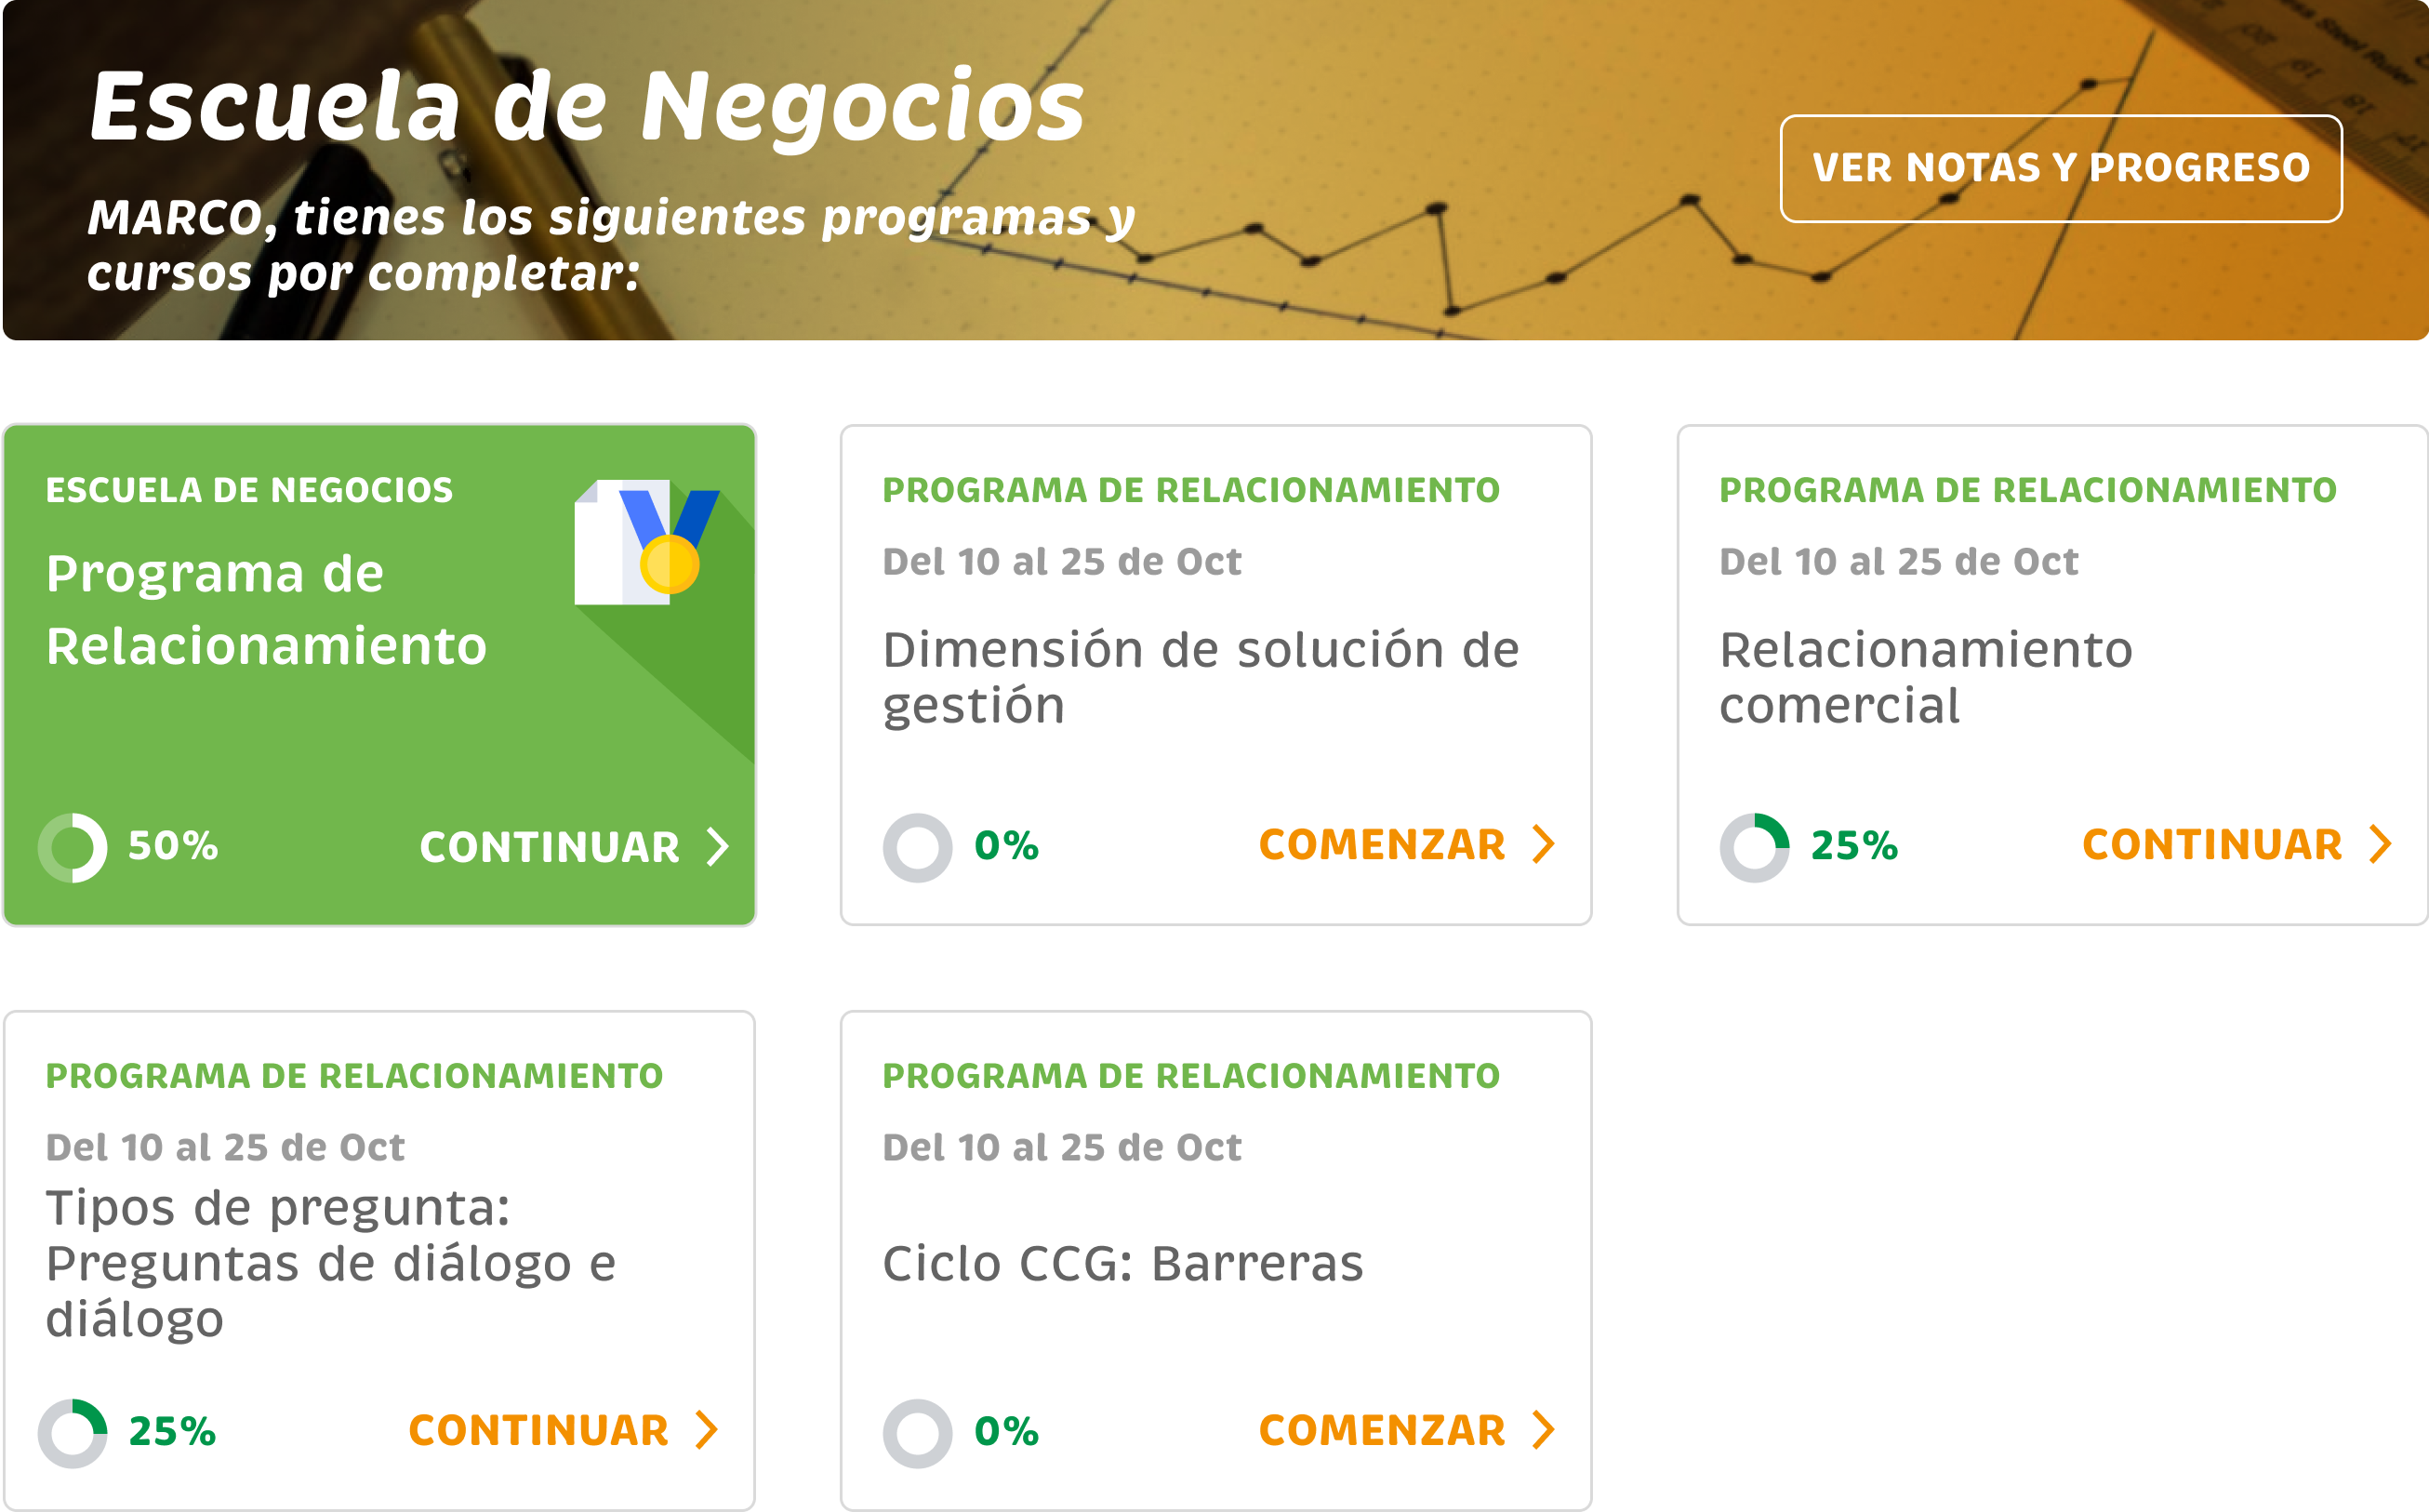 Escuela de Negocios
MARCO, tienes los siguientes programas y
cursos por completar:
VER NOTAS Y PROGRESO
ESCUELA DE NEGOCIOS
Programa de
Relacionamiento
50%
CONTINUAR
PROGRAMA DE RELACIONAMIENTO
Del 10 al 25 de Oct
Dimensión de solución de
gestión
0%
COMENZAR
PROGRAMA DE RELACIONAMIENTO
Del 10 al 25 de Oct
Relacionamiento
comercial
25%
CONTINUAR
PROGRAMA DE RELACIONAMIENTO
Del 10 al 25 de Oct
Tipos de pregunta:
Preguntas de diálogo e
diálogo
25%
CONTINUAR
PROGRAMA DE RELACIONAMIENTO
Del 10 al 25 de Oct
Ciclo CCG: Barreras
0%
COMENZAR